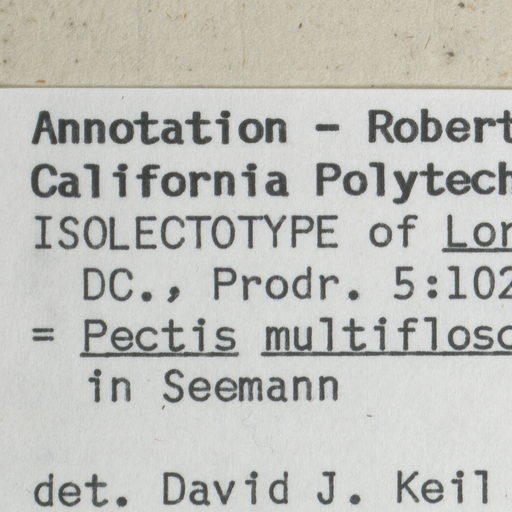 Annotation - Robert
California Polytech
ISOLECTOTYPE of Lor
DC., Prodr. 5:102
= Pectis multiflosc
in Seemann
det. David J. Keil